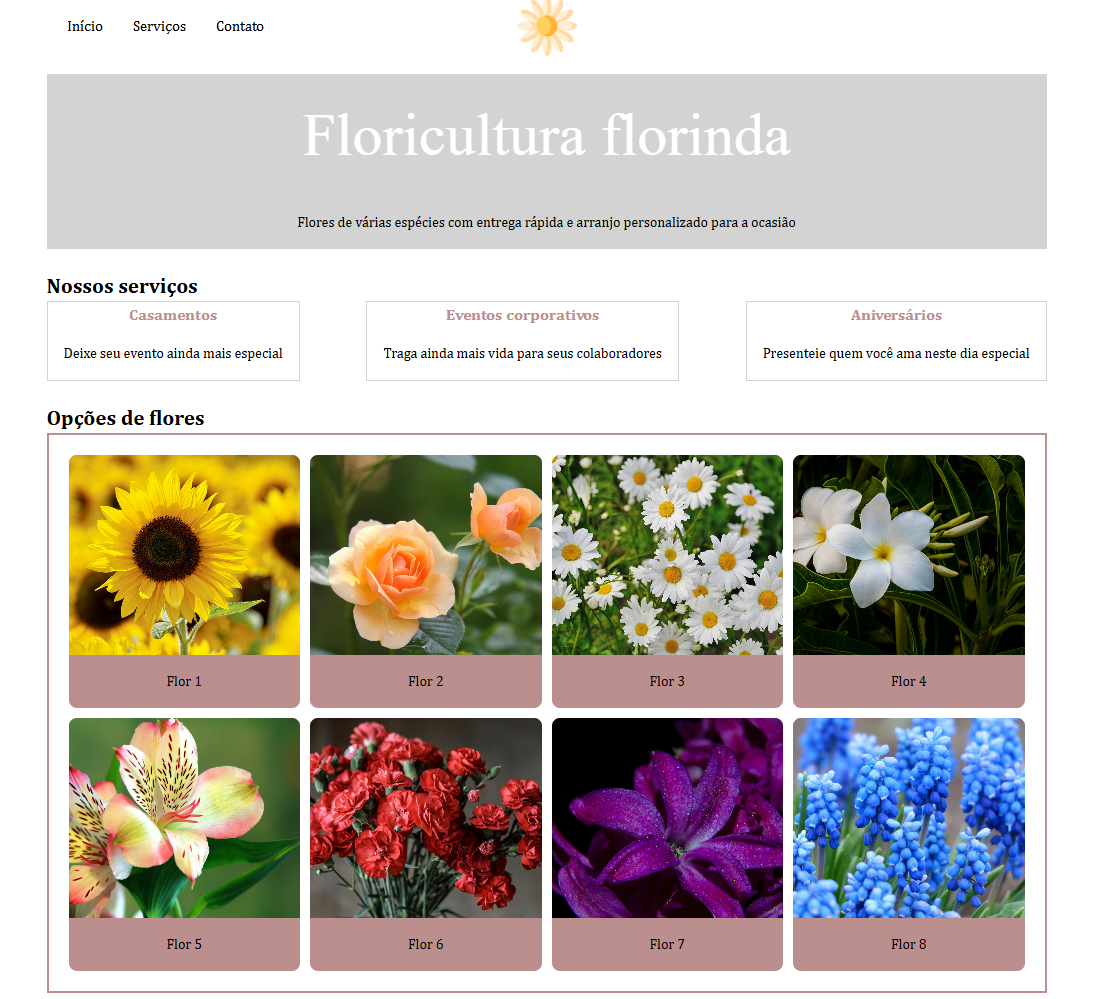 Início Serviços Contato
Floricultura florinda
Flores de várias espécies com entrega rápida e arranjo personalizado para a ocasião
Nossos serviços
Casamentos
Deixe seu evento ainda mais especial
Eventos corporativos
Traga ainda mais vida para seus colaboradores
Aniversários
Presenteie quem você ama neste dia especial
Opções de flores
Flor 1
Flor 2
Flor 3
Flor 4
Flor 5
Flor 6
Flor 7
Flor 8